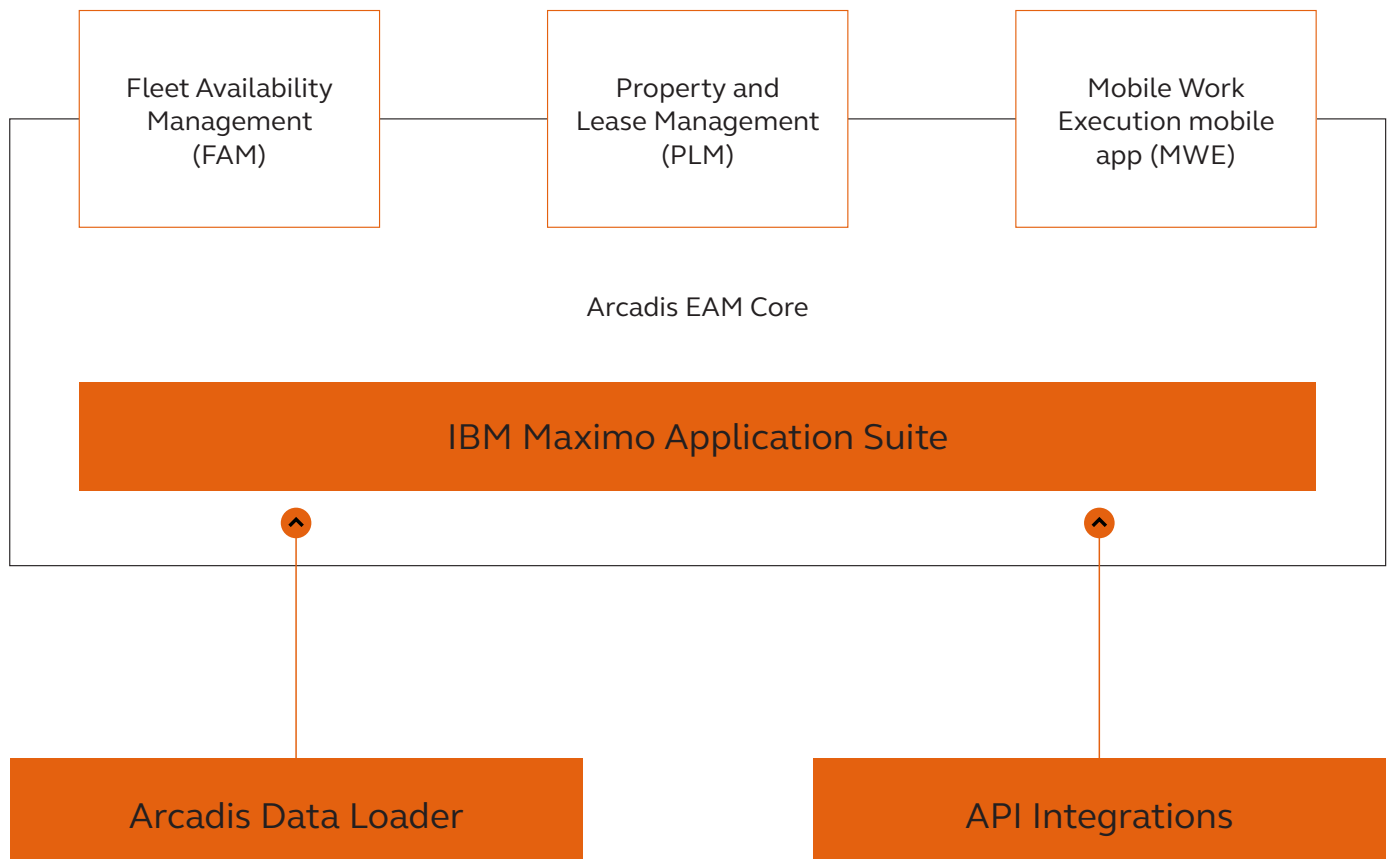 Fleet Availability
Management
(FAM)
Property and
Lease Management
(PLM)
Mobile Work
Execution mobile
app (MWE)
Arcadis EAM Core
IBM Maximo Application Suite
Arcadis Data Loader
API Integrations